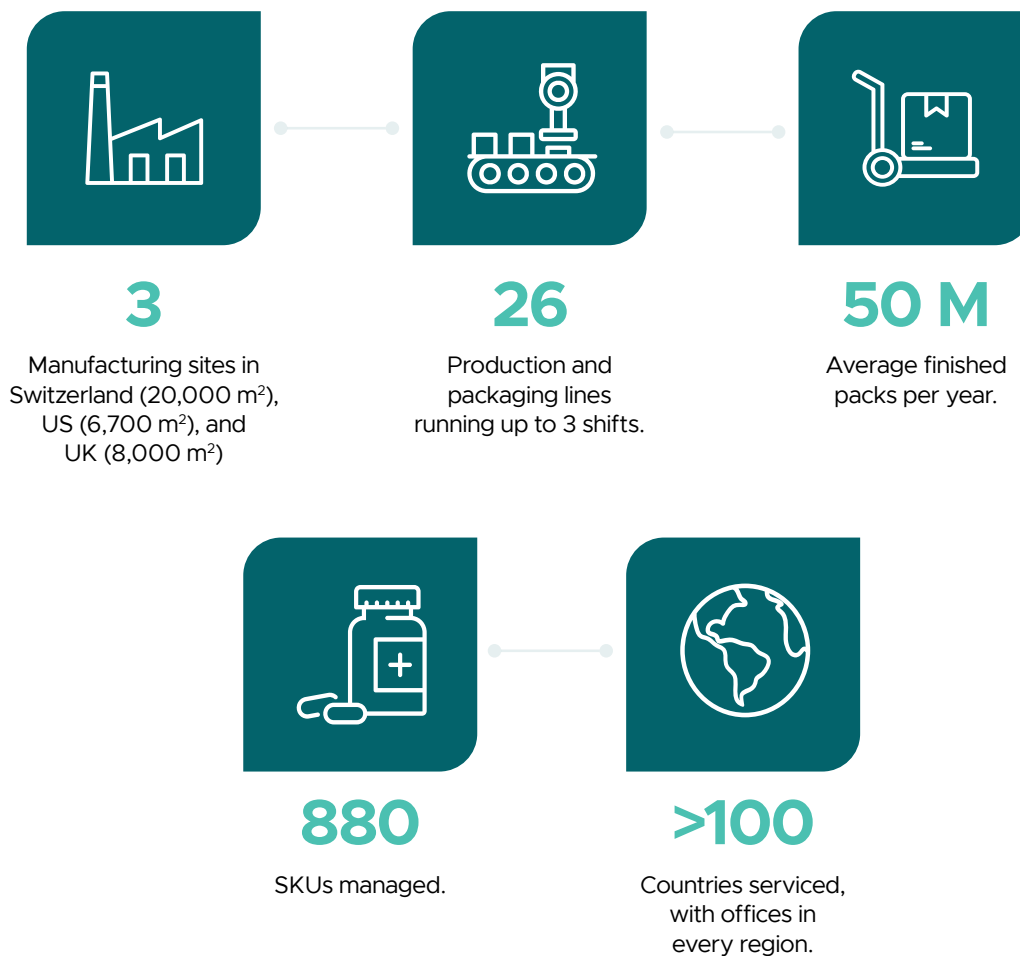 3
Manufacturing sites in
Switzerland (20,000 m²),
US (6,700 m²), and
UK (8,000 m²)
26
Production and
packaging lines
running up to 3 shifts.
50 M
Average finished
packs per year.
880
SKUs managed.
>100
Countries serviced,
with offices in
every region.